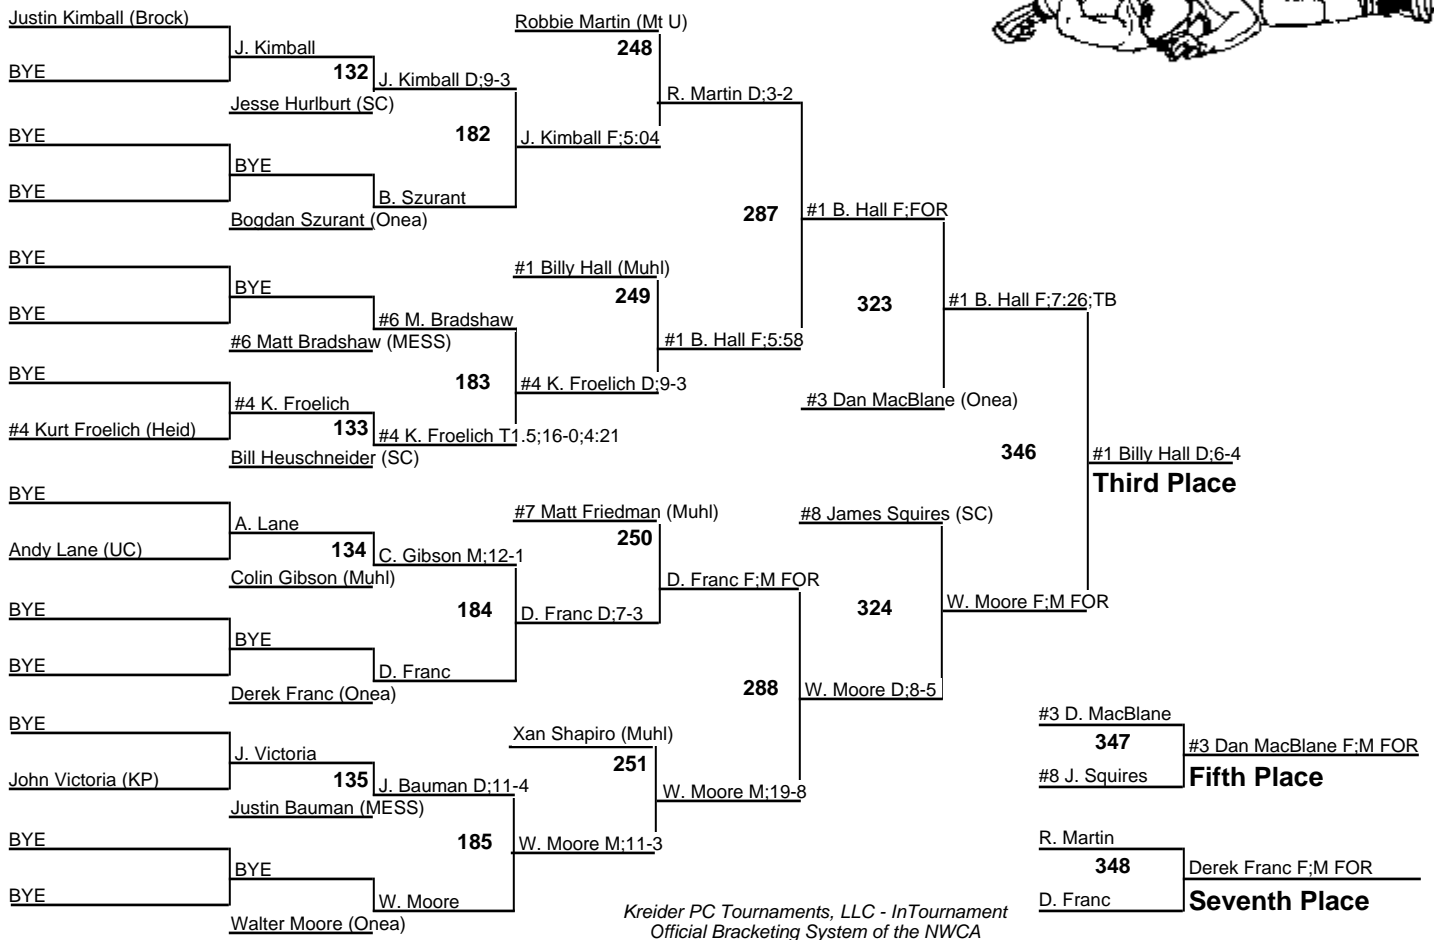 Justin Kimball (Brock)
Robbie Martin (Mt U)
J. Kimball
248
BYE
132
J. Kimball D;9-3
R. Martin D;3-2
Jesse Hurlburt (SC)
BYE
182
J. Kimball F;5:04
BYE
BYE
B. Szurant
Bogdan Szurant (Onea)
287
#1 B. Hall F;FOR
BYE
#1 Billy Hall (Muhl)
BYE
249
323
#1 B. Hall F;7:26;TB
BYE
#6 M. Bradshaw
#6 Matt Bradshaw (MESS)
#1 B. Hall F;5:58
BYE
183
#4 K. Froelich D;9-3
#4 K. Froelich
#3 Dan MacBlane (Onea)
#4 Kurt Froelich (Heid)
133
#4 K. Froelich T1.5;16-0;4:21
Bill Heuschneider (SC)
346
#1 Billy Hall D;6-4
Third Place
BYE
#7 Matt Friedman (Muhl)
#8 James Squires (SC)
A. Lane
250
Andy Lane (UC)
134
C. Gibson M;12-1
Colin Gibson (Muhl)
D. Franc F;M FOR
BYE
184
D. Franc D;7-3
324
W. Moore F;M FOR
BYE
BYE
D. Franc
Derek Franc (Onea)
288
W. Moore D;8-5
BYE
Xan Shapiro (Muhl)
#3 D. MacBlane
J. Victoria
251
347
#3 Dan MacBlane F;M FOR
John Victoria (KP)
135
J. Bauman D;11-4
#8 J. Squires
Fifth Place
Justin Bauman (MESS)
W. Moore M;19-8
BYE
185
W. Moore M;11-3
R. Martin
BYE
348
Derek Franc F;M FOR
BYE
W. Moore
D. Franc
Seventh Place
Walter Moore (Onea)
Kreider PC Tournaments, LLC - InTournament
Official Bracketing System of the NWCA